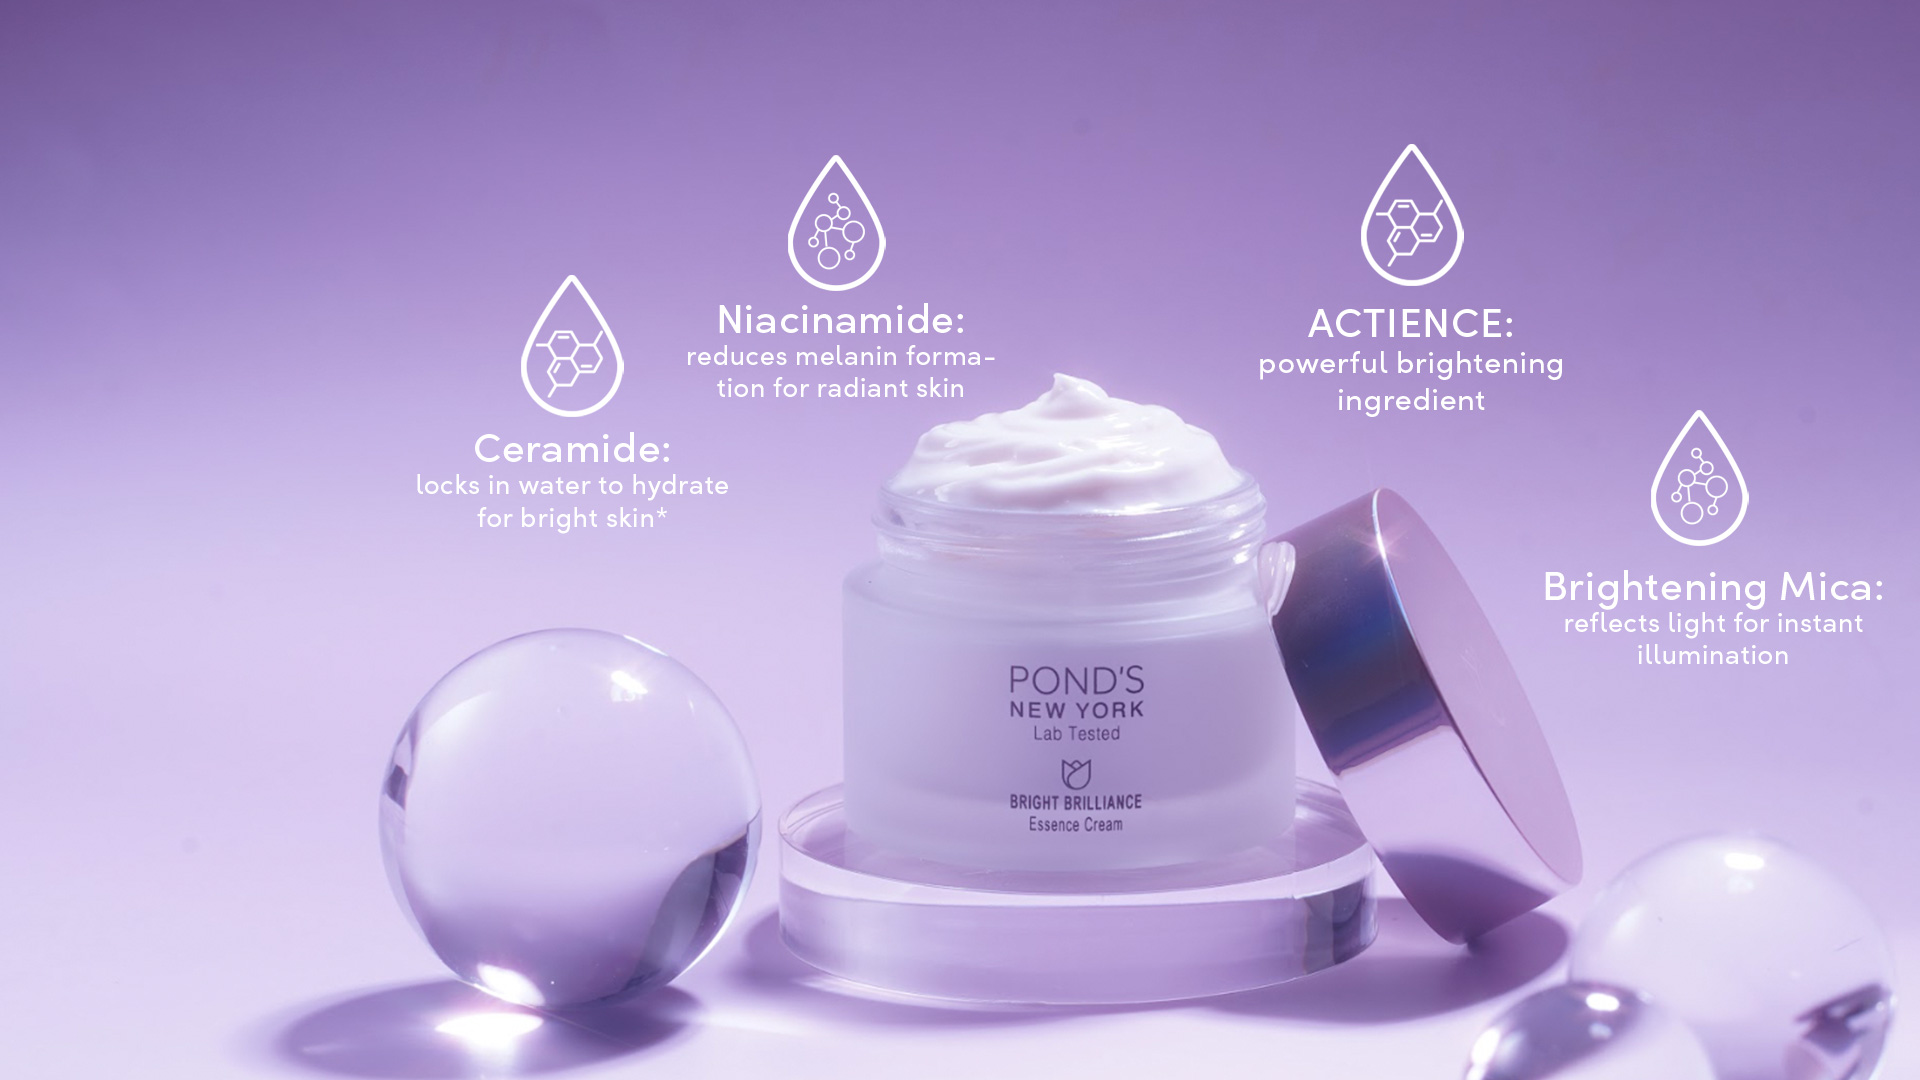 Niacinamide:
reduces melanin forma-
tion for radiant skin
ACTIENCE:
powerful brightening
ingredient
Ceramide:
locks in water to hydrate
for bright skin*
Brightening Mica:
reflects light for instant
illumination
POND'S
NEW YORK
Lab Tested
BRIGHT BRILLIANCE
Essence Cream